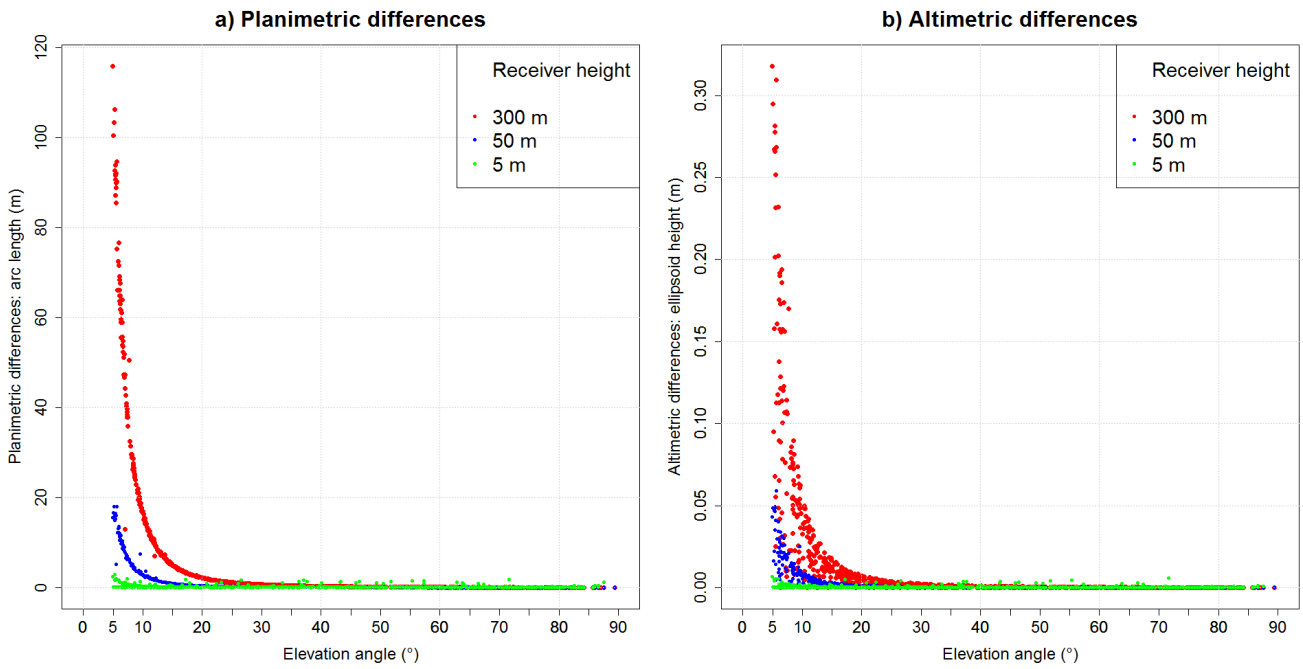 a) Planimetric differences
Planimetric differences: arc length (m)
120
100
80
60
40
20
0
Receiver height
300 m
50 m
5 m
0 5 10 20 30 40 50 60 70 80 90
Elevation angle (°)
b) Altimetric differences
Altimetric differences: ellipsoid height (m)
0.30
0.25
0.20
0.15
0.10
0.05
0.00
Receiver height
300 m
50 m
5 m
0 5 10 20 30 40 50 60 70 80 90
Elevation angle (°)